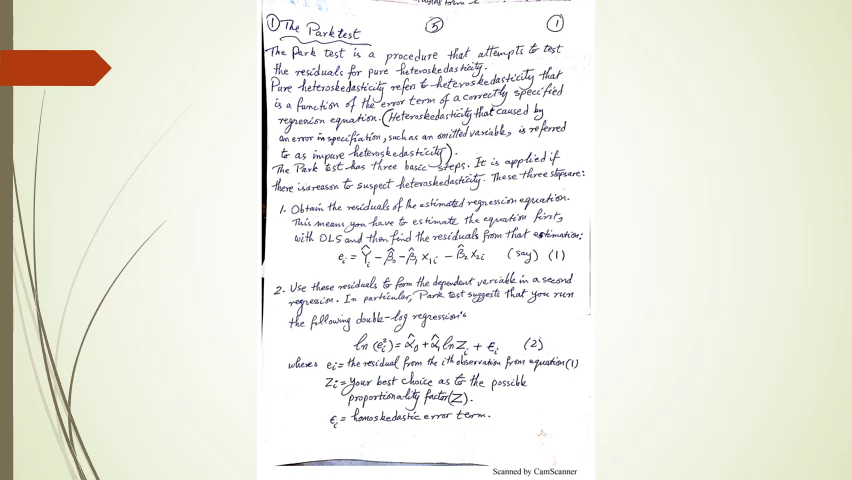 ① The Park test
⑤
①
The Park test is a procedure that attempts to test
the residuals for pure heteroskedasticity.
Pure heteroskedasticity refers to heteroskedasticity that
is a function of the error term of a correctly specified
regression equation. (Heteroskedasticity that caused by
an error in specifiation, such as an omitted variable, is referred
to as impure heteroskedasticity).
The Park test has three basic steps. It is applied if
there is a reason to suspect heteroskedasticity. These three steps are:
1. Obtain the residuals of the estimated regression equation.
This means you have to estimate the equation first,
with OLS and then find the residuals from that estimation:
eᵢ = Ŷᵢ − β̂₀ − β̂₁ X₁ᵢ − β̂₂ X₂ᵢ (say) (1)
2- Use these residuals to form the dependent variable in a second
regression. In particular, Park test suggests that you run
the following double-log regression:
ln (eᵢ²) = α̂₀ + α̂₁ ln Zᵢ + ϵᵢ (2)
where: eᵢ = the residual from the ith observation from equation (1)
Zᵢ = your best choice as to the possible
proportionality factor (Z).
ϵᵢ = homoskedastic error term.
Scanned by CamScanner